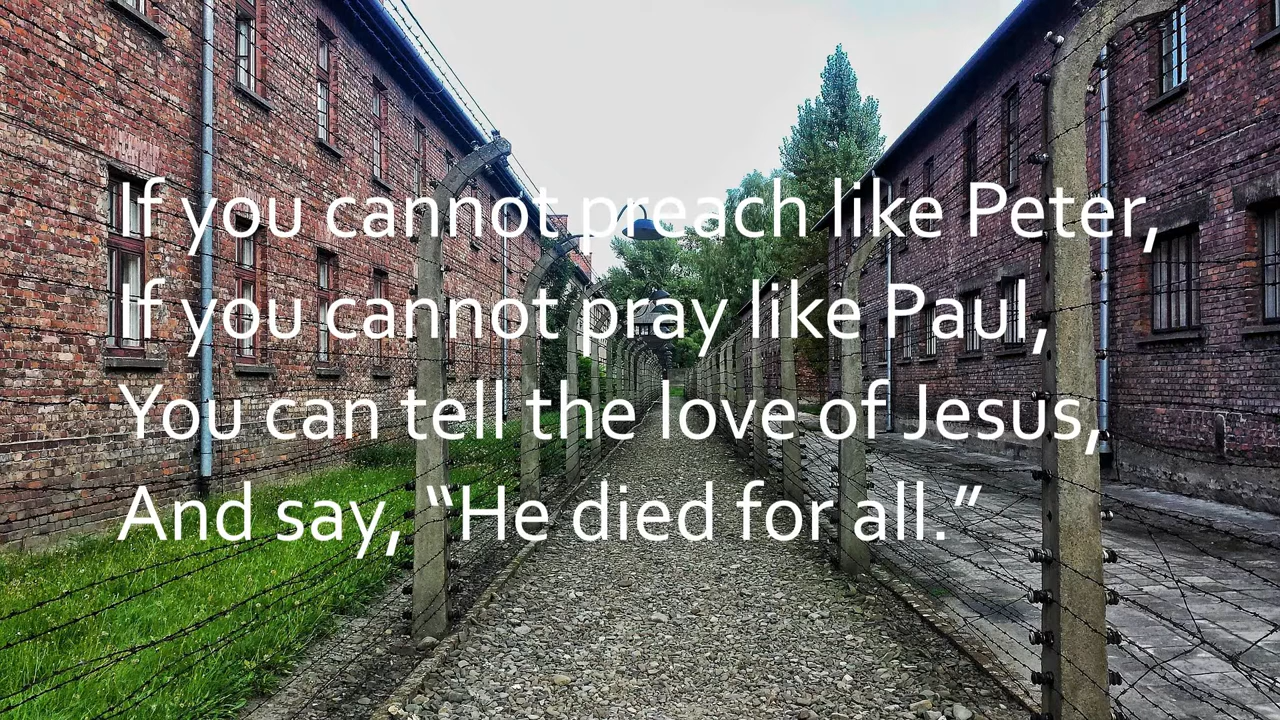 If you cannot preach like Peter,
If you cannot pray like Paul,
You can tell the love of Jesus,
And say, “He died for all.”